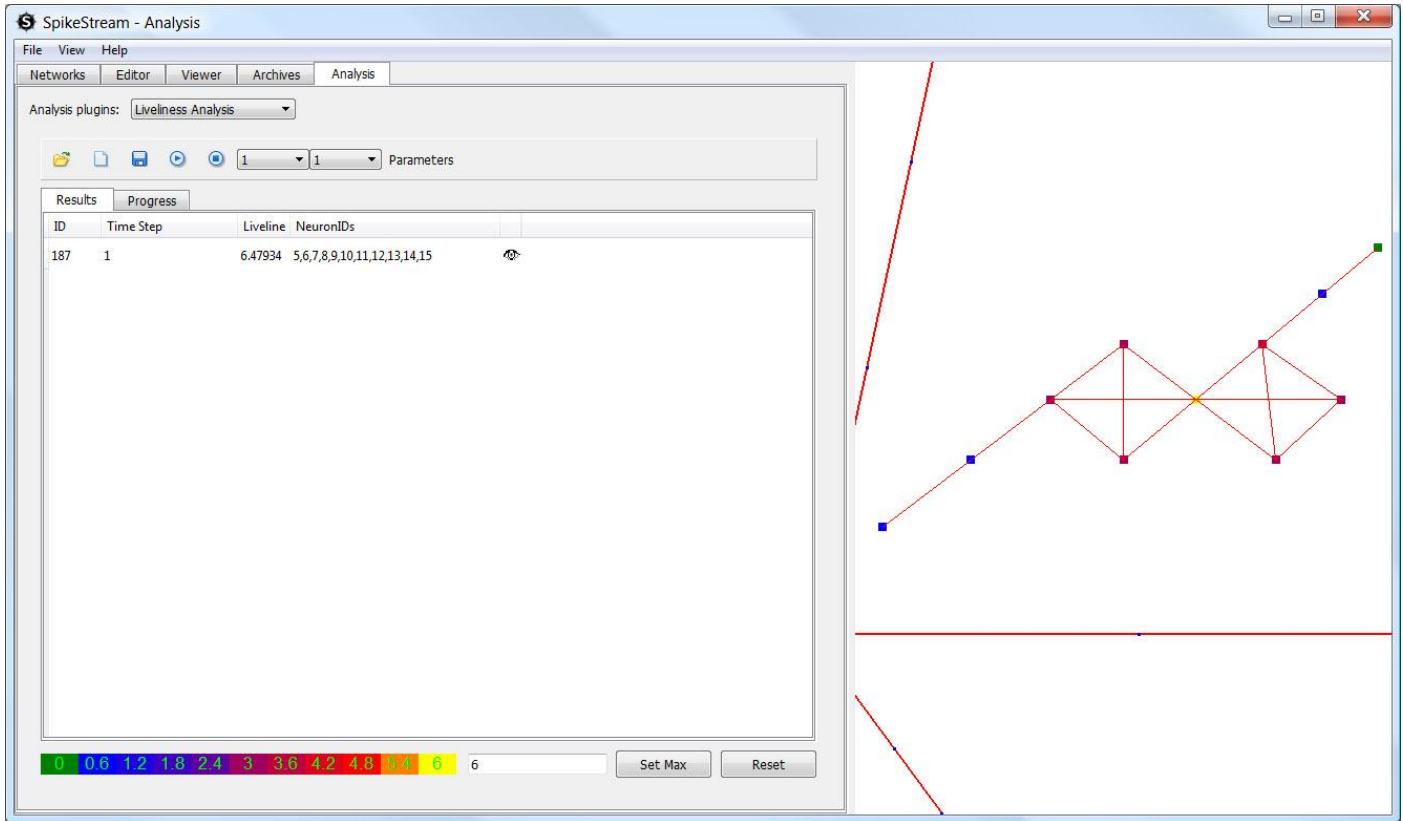 SpikeStream - Analysis
File View Help
Networks Editor Viewer Archives Analysis
Analysis plugins: Liveliness Analysis
1 1 Parameters
Results Progress
ID Time Step Liveline NeuronIDs
187 1 6.47934 5,6,7,8,9,10,11,12,13,14,15
0 0.6 1.2 1.8 2.4 3 3.6 4.2 4.8 5.4 6 6 Set Max Reset